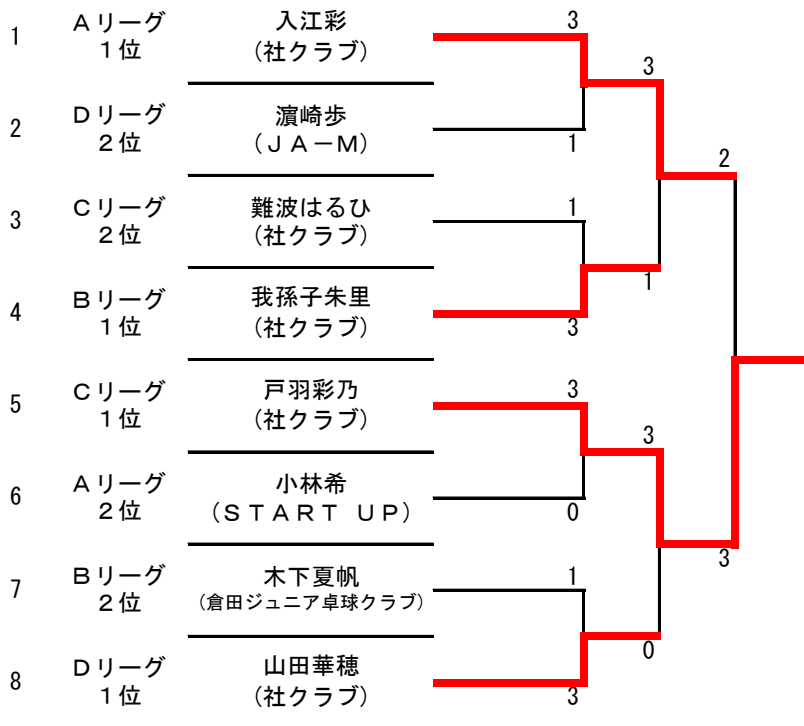 1 Aリーグ 1位 入江彩 (社クラブ) 3
3
2 Dリーグ 2位 濵崎歩 (JA－M) 1
2
3 Cリーグ 2位 難波はるひ (社クラブ) 1
1
4 Bリーグ 1位 我孫子朱里 (社クラブ) 3
5 Cリーグ 1位 戸羽彩乃 (社クラブ) 3
3
6 Aリーグ 2位 小林希 (START UP) 0
3
7 Bリーグ 2位 木下夏帆 (倉田ジュニア卓球クラブ) 1
0
8 Dリーグ 1位 山田華穂 (社クラブ) 3